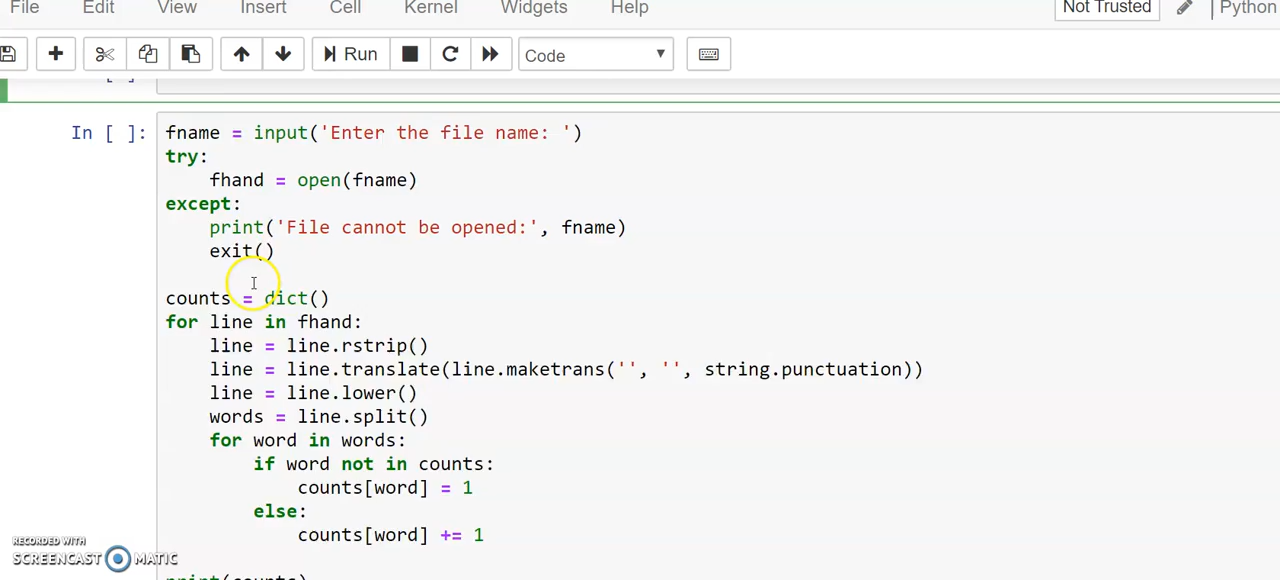 File Edit View Insert Cell Kernel Widgets Help Not Trusted Python
Run Code
[ ]
In [ ]: fname = input('Enter the file name: ')
try:
fhand = open(fname)
except:
print('File cannot be opened:', fname)
exit()
counts = dict()
for line in fhand:
line = line.rstrip()
line = line.translate(line.maketrans('', '', string.punctuation))
line = line.lower()
words = line.split()
for word in words:
if word not in counts:
counts[word] = 1
else:
counts[word] += 1
RECORDED WITH
SCREENCAST MATIC
print(counts)